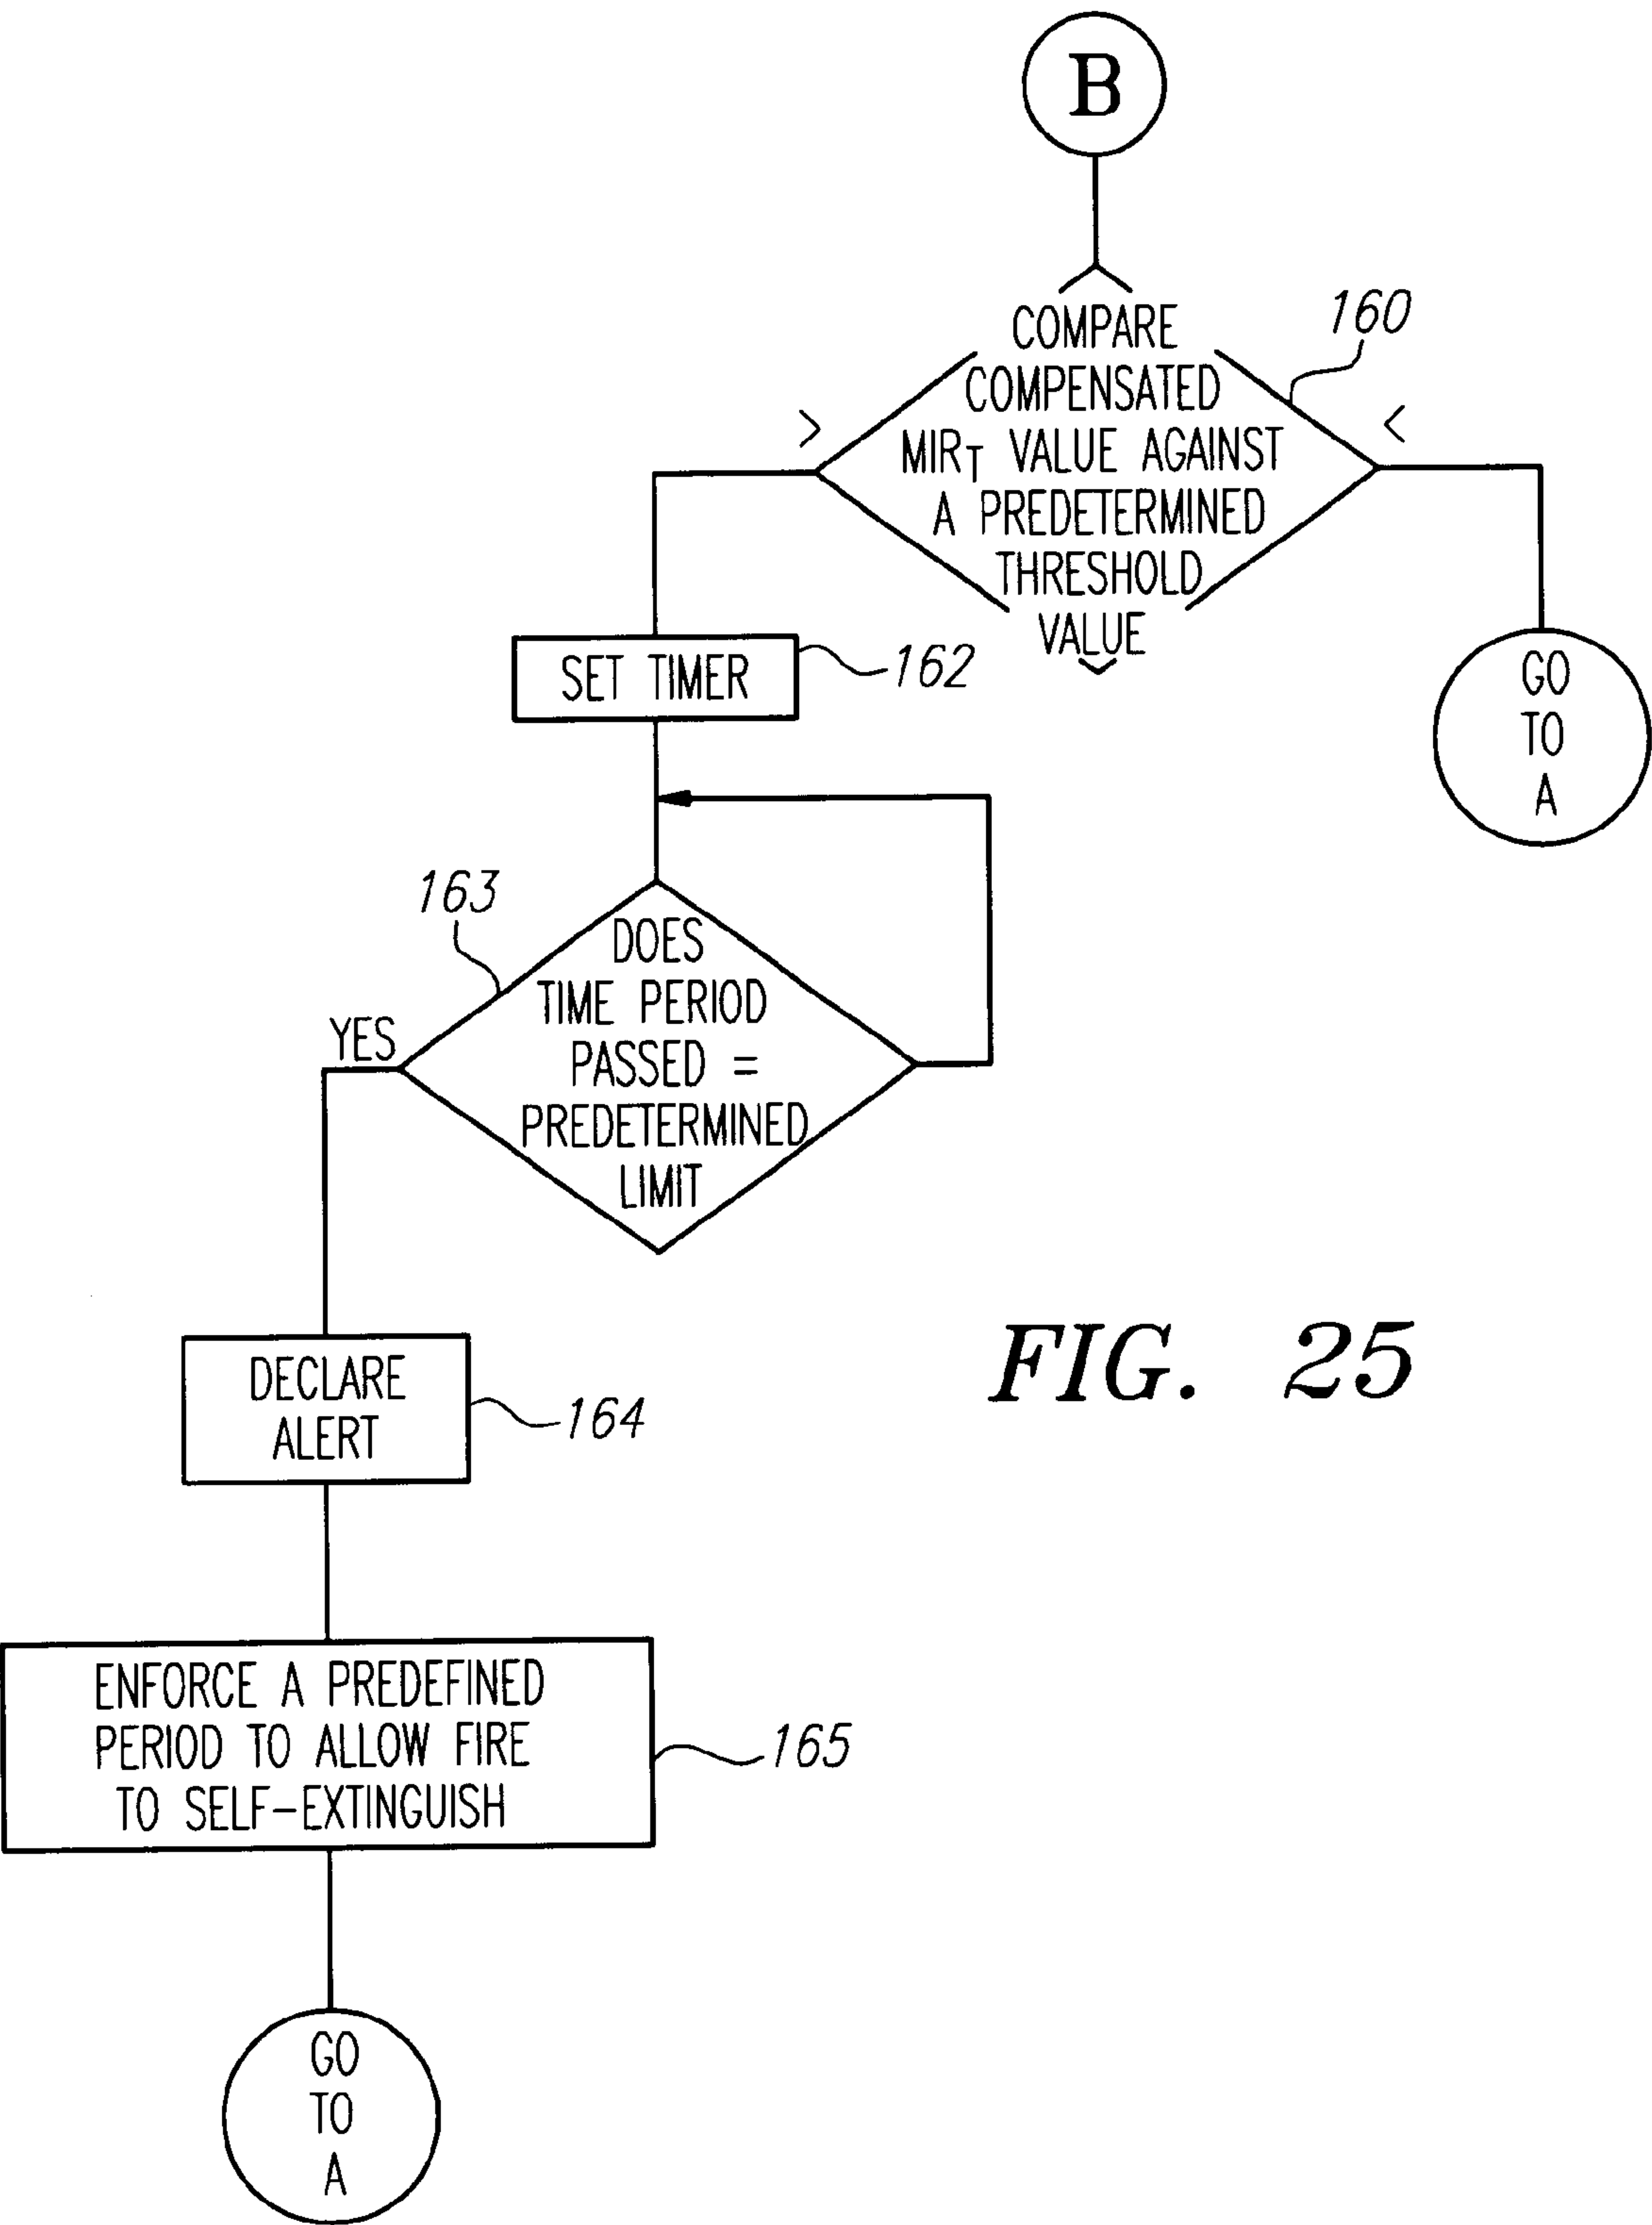 B
COMPARE
COMPENSATED
MIR_T VALUE AGAINST
A PREDETERMINED
THRESHOLD
VALUE
160
>
<
GO
TO
A
SET TIMER
162
163
DOES
TIME PERIOD
PASSED =
PREDETERMINED
LIMIT
YES
DECLARE
ALERT
164
FIG. 25
ENFORCE A PREDEFINED
PERIOD TO ALLOW FIRE
TO SELF-EXTINGUISH
165
GO
TO
A